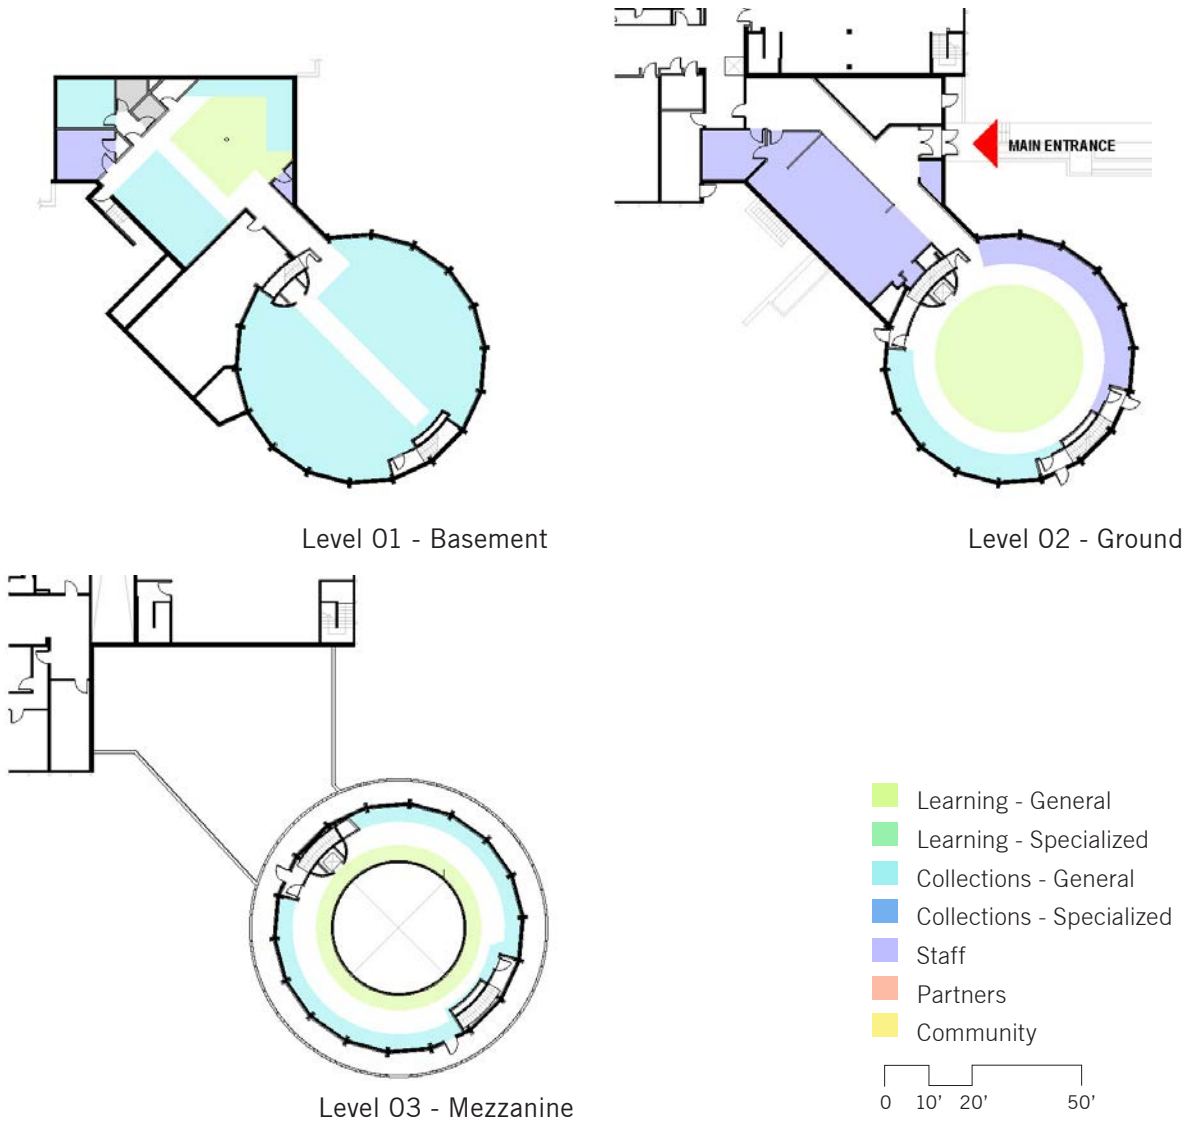 MAIN ENTRANCE
Level 01 - Basement
Level 02 - Ground
Learning - General
Learning - Specialized
Collections - General
Collections - Specialized
Staff
Partners
Community
0 10’ 20’ 50’
Level 03 - Mezzanine